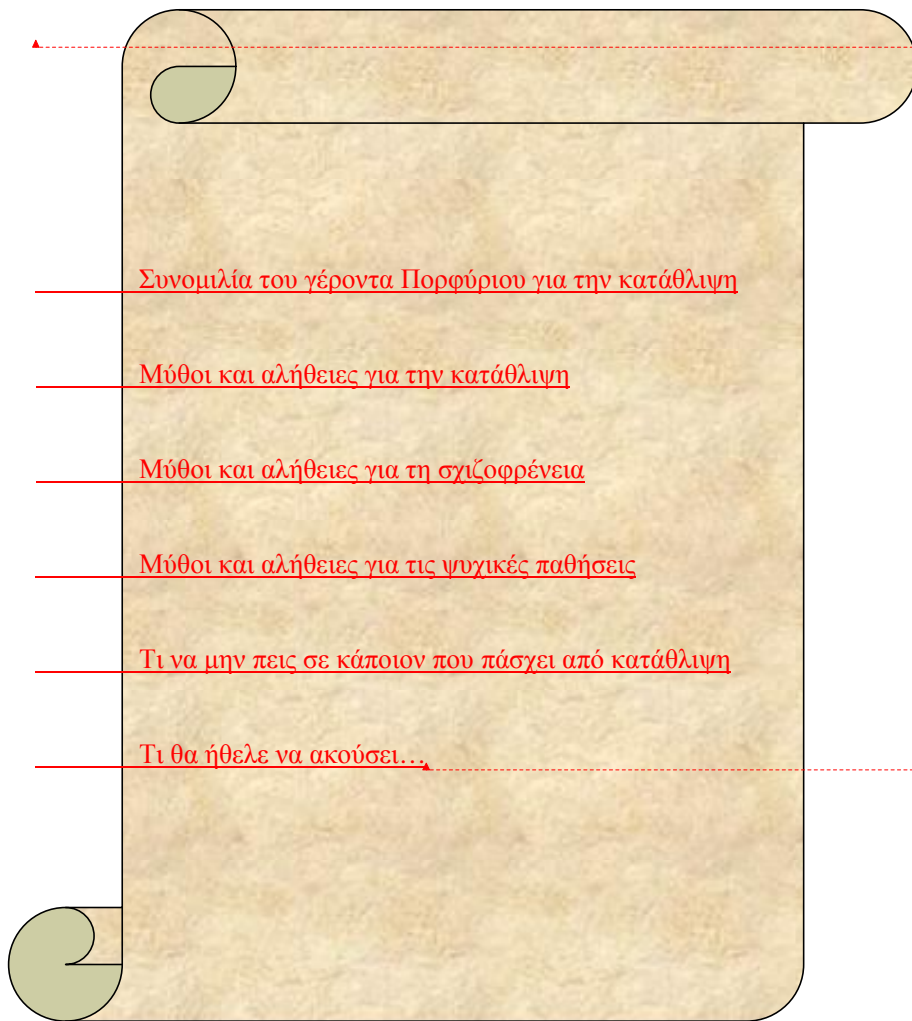 Συνομιλία του γέροντα Πορφύριου για την κατάθλιψη
Μύθοι και αλήθειες για την κατάθλιψη
Μύθοι και αλήθειες για τη σχιζοφρένεια
Μύθοι και αλήθειες για τις ψυχικές παθήσεις
Τι να μην πεις σε κάποιον που πάσχει από κατάθλιψη
Τι θα ήθελε να ακούσει…